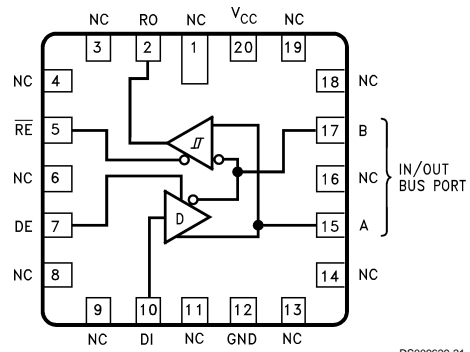 NC RO NC VCC NC
3 2 1 20 19
NC 4 18 NC
RE 5 17 B
NC 6 16 NC
IN/OUT
BUS PORT
DE 7 D 15 A
NC 8 14 NC
9 10 11 12 13
NC DI NC GND NC